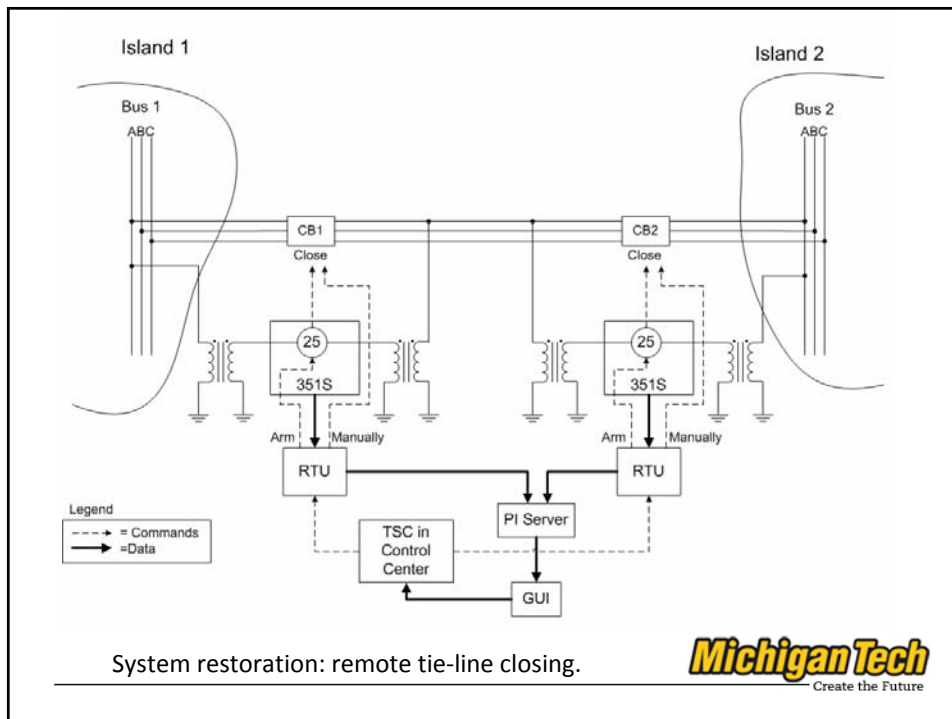 Island 1
Island 2
Bus 1
Bus 2
ABC
ABC
CB1
CB2
Close
Close
25
25
351S
351S
Arm
Manually
Arm
Manually
RTU
RTU
Legend
= Commands
=Data
TSC in
Control
Center
PI Server
GUI
System restoration: remote tie-line closing.
Michigan Tech
Create the Future